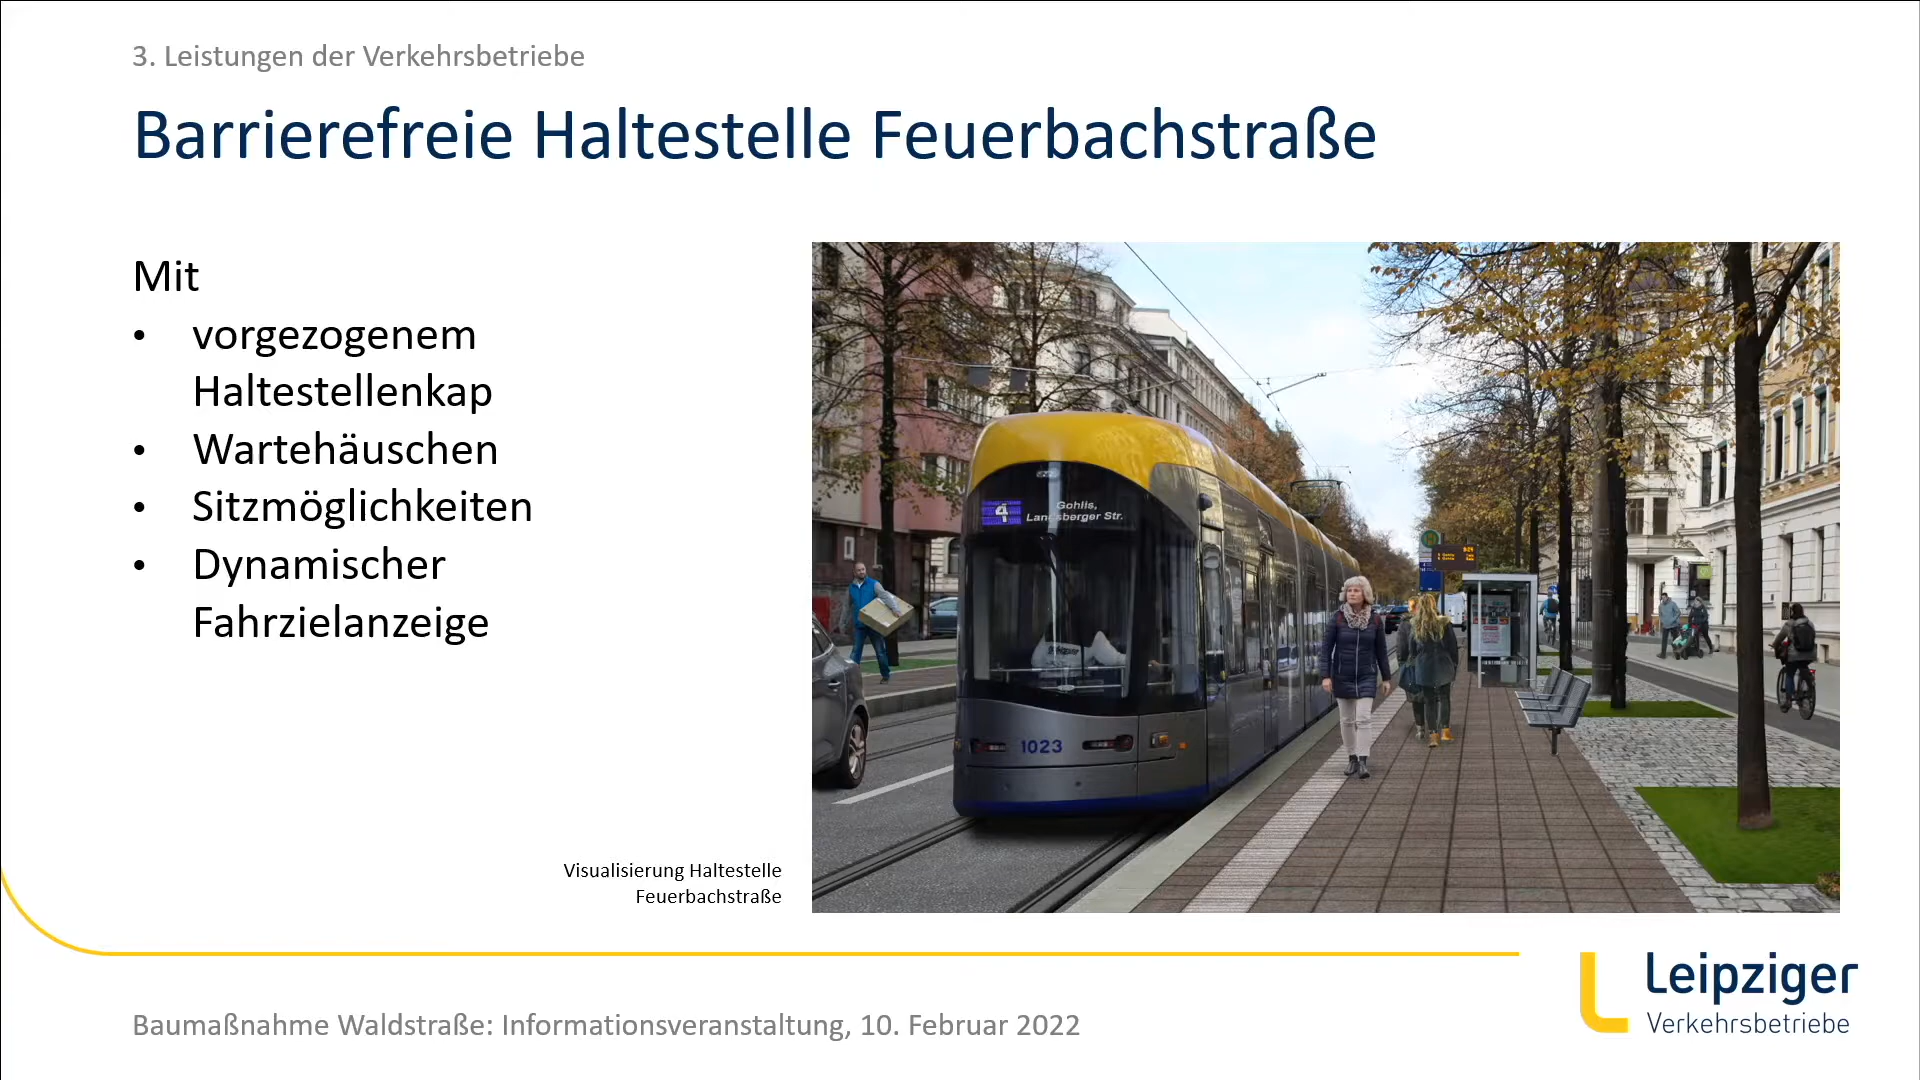 3. Leistungen der Verkehrsbetriebe
Barrierefreie Haltestelle Feuerbachstraße
Mit
• vorgezogenem
Haltestellenkap
• Wartehäuschen
• Sitzmöglichkeiten
• Dynamischer
Fahrzielanzeige
4 Gohlis,
Landsberger Str.
1023
Visualisierung Haltestelle
Feuerbachstraße
Leipziger
Verkehrsbetriebe
Baumaßnahme Waldstraße: Informationsveranstaltung, 10. Februar 2022